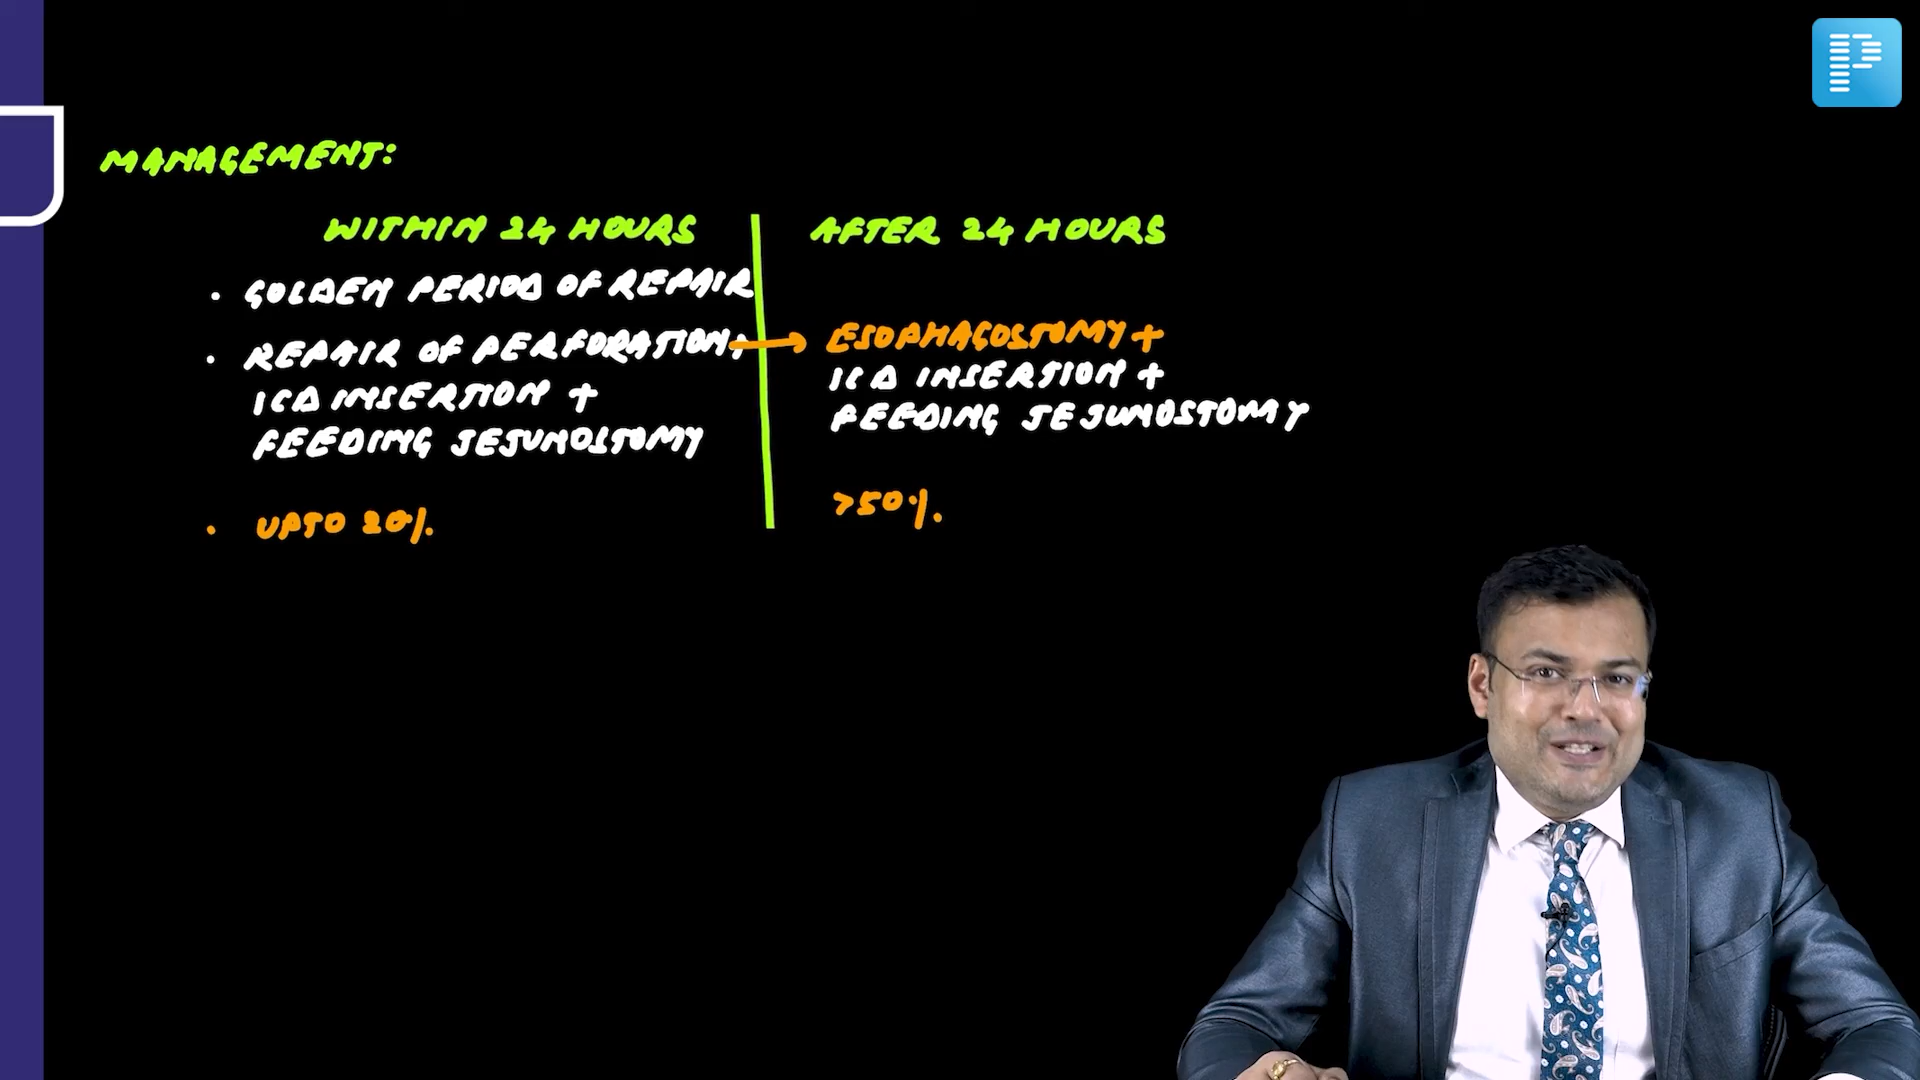 MANAGEMENT:
WITHIN 24 HOURS
• GOLDEN PERIOD OF REPAIR
• REPAIR OF PERFORATION+
ICD INSERTION +
FEEDING JEJUNOSTOMY
• UPTO 20%.
AFTER 24 HOURS
→ ESOPHAGOSTOMY +
ICD INSERTION +
FEEDING JEJUNOSTOMY
>50%.
P